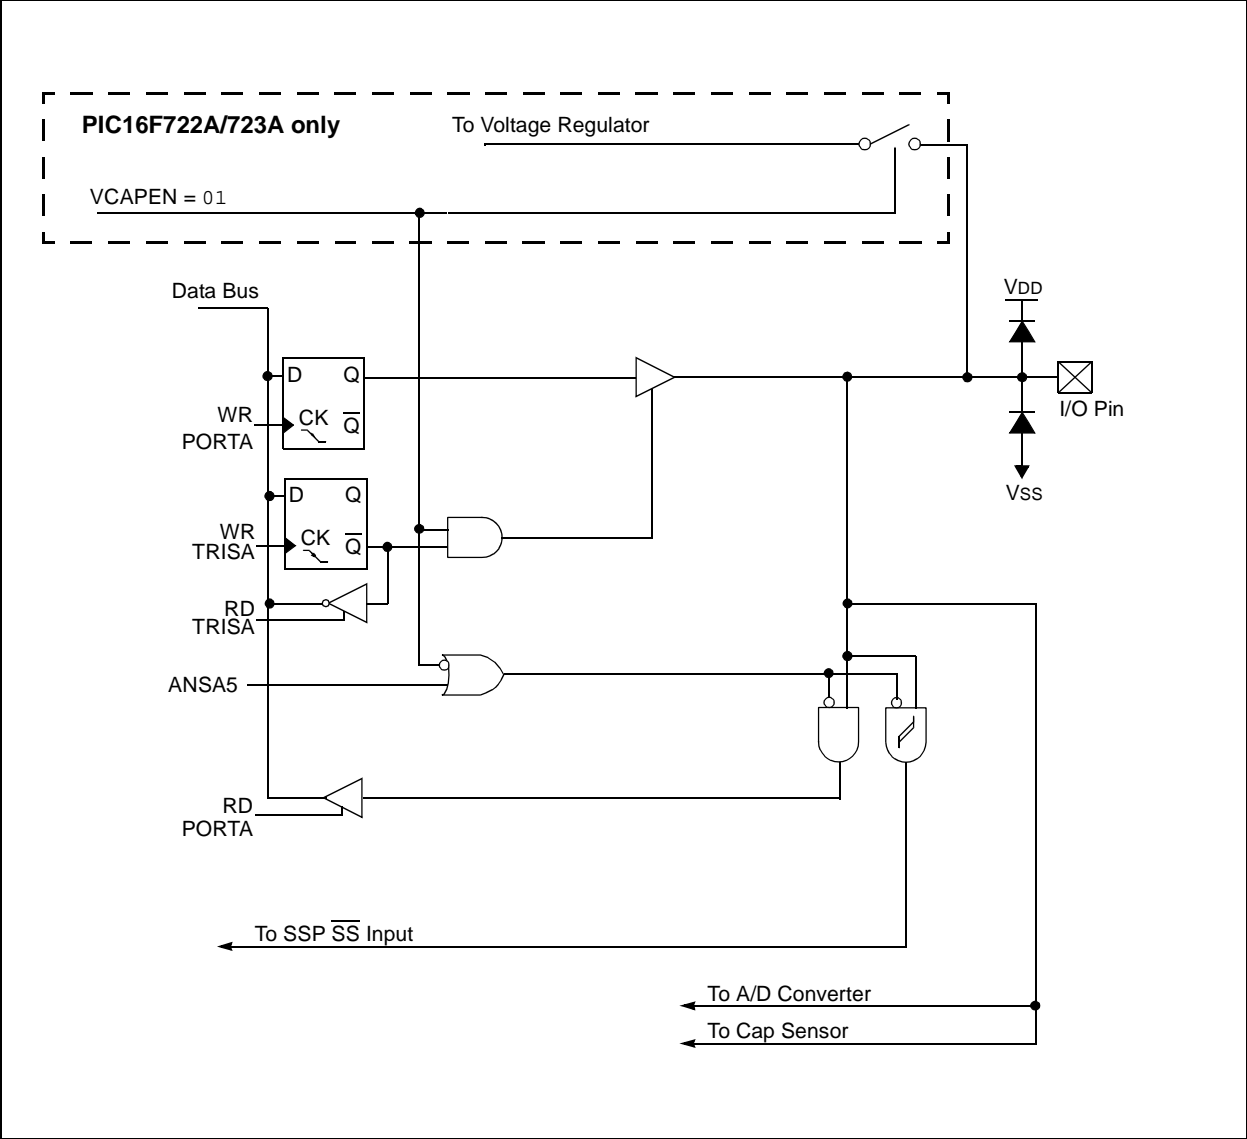 PIC16F722A/723A only
To Voltage Regulator
VCAPEN = 01
Data Bus
VDD
D Q
CK Q̅
WR
PORTA
I/O Pin
VSS
D Q
CK Q̅
WR
TRISA
RD
TRISA
ANSA5
RD
PORTA
To SSP S̅S̅ Input
To A/D Converter
To Cap Sensor